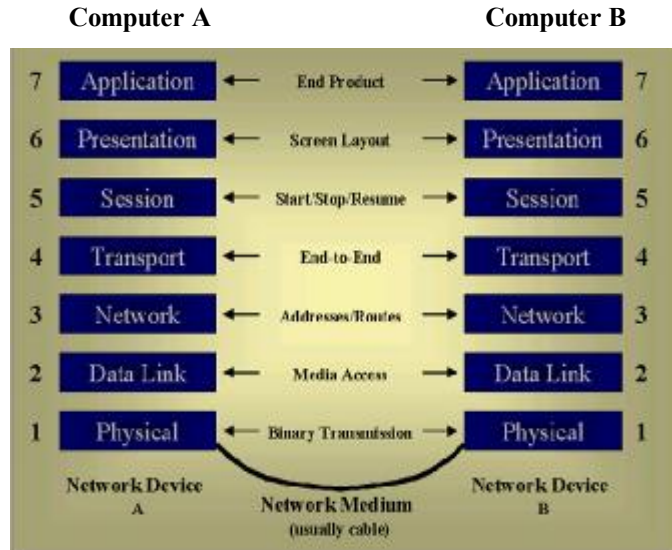 Computer A Computer B
7 Application End Product Application 7
6 Presentation Screen Layout Presentation 6
5 Session Start/Stop/Resume Session 5
4 Transport End-to-End Transport 4
3 Network Addresses/Routes Network 3
2 Data Link Media Access Data Link 2
1 Physical Binary Transmission Physical 1
Network Device A
Network Medium
(usually cable)
Network Device B